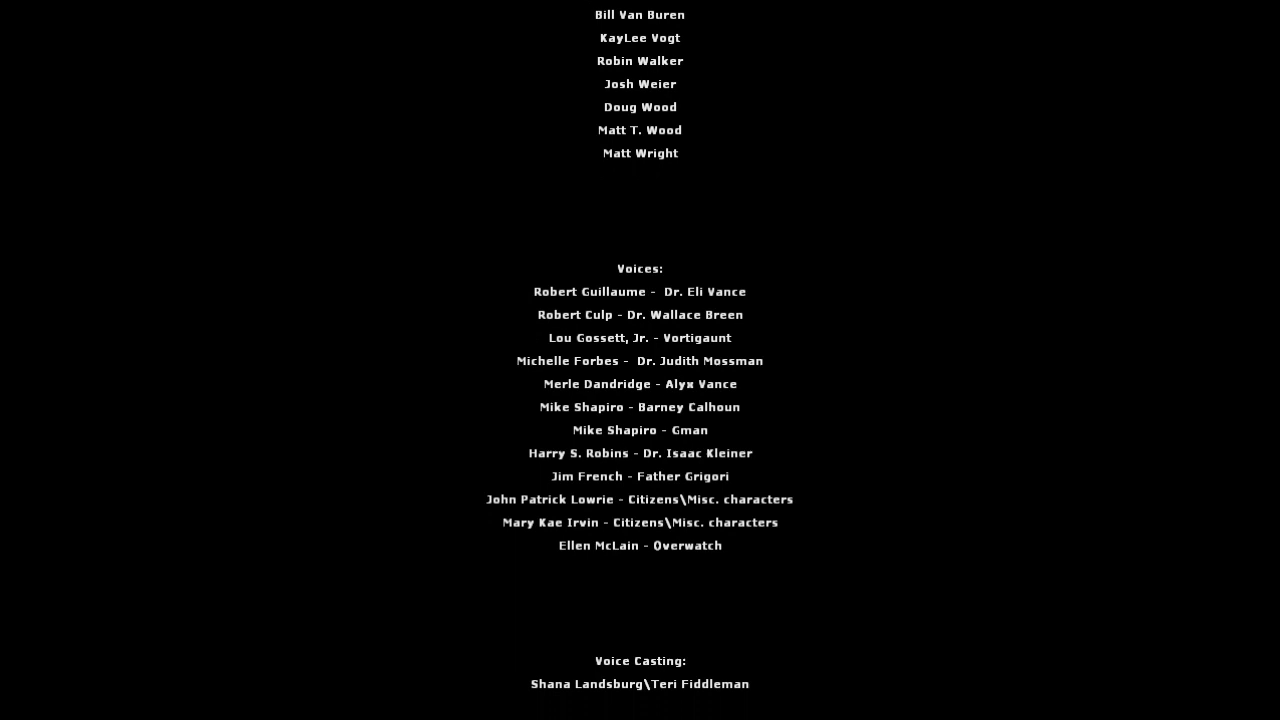 Bill Van Buren
KayLee Vogt
Robin Walker
Josh Weier
Doug Wood
Matt T. Wood
Matt Wright
Voices:
Robert Guillaume -  Dr. Eli Vance
Robert Culp - Dr. Wallace Breen
Lou Gossett, Jr. - Vortigaunt
Michelle Forbes -  Dr. Judith Mossman
Merle Dandridge - Alyx Vance
Mike Shapiro - Barney Calhoun
Mike Shapiro - Gman
Harry S. Robins - Dr. Isaac Kleiner
Jim French - Father Grigori
John Patrick Lowrie - Citizens\Misc. characters
Mary Kae Irvin - Citizens\Misc. characters
Ellen McLain - Overwatch
Voice Casting:
Shana Landsburg\Teri Fiddleman